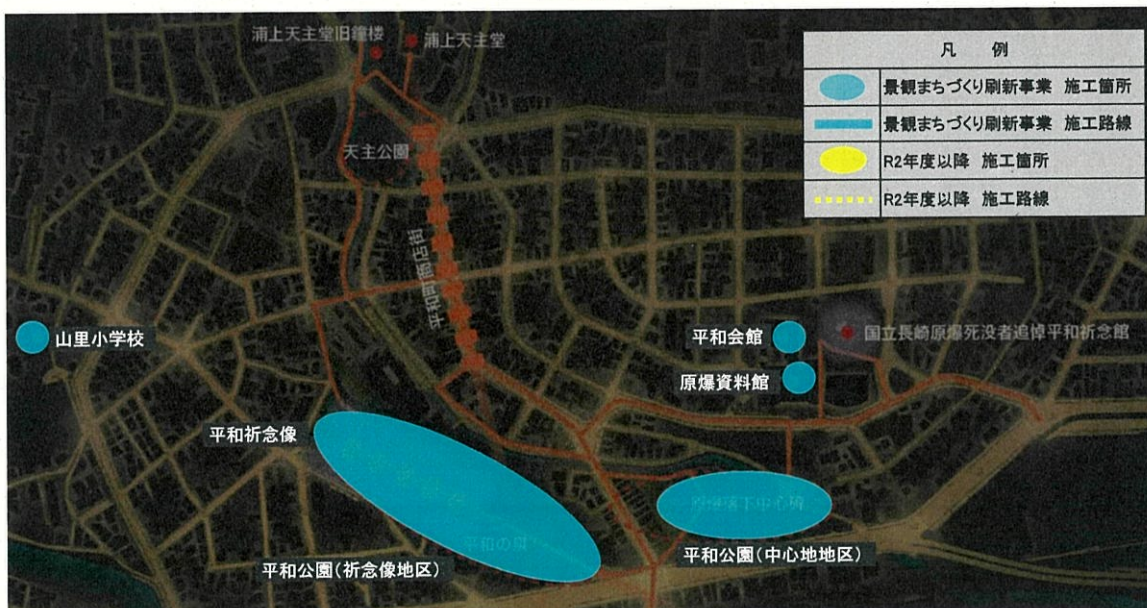 浦上天主堂旧鐘楼
浦上天主堂
凡 例
景観まちづくり刷新事業 施工箇所
景観まちづくり刷新事業 施工路線
R2年度以降 施工箇所
R2年度以降 施工路線
天主公園
平和町商店街
山里小学校
平和会館
国立長崎原爆死没者追悼平和祈念館
原爆資料館
平和祈念像
原爆落下中心碑
平和の泉
平和公園(祈念像地区)
平和公園(中心地地区)